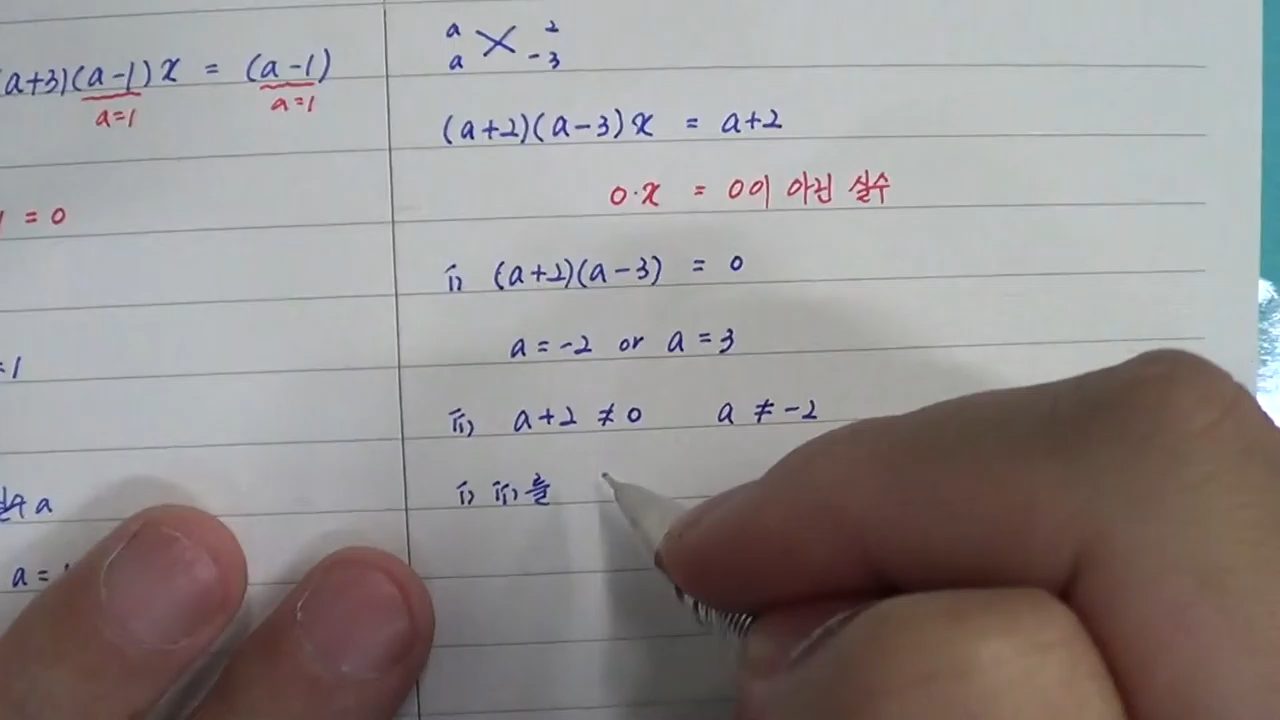 (a+3)(a-1)x = (a-1)
a=1 a=1
= 0
=1
a
a =
a 2
a -3
(a+2)(a-3)x = a+2
0·x = 0이 아닌 실수
i) (a+2)(a-3) = 0
a = -2 or a = 3
ii) a+2 ≠ 0 a ≠ -2
i) ii)를